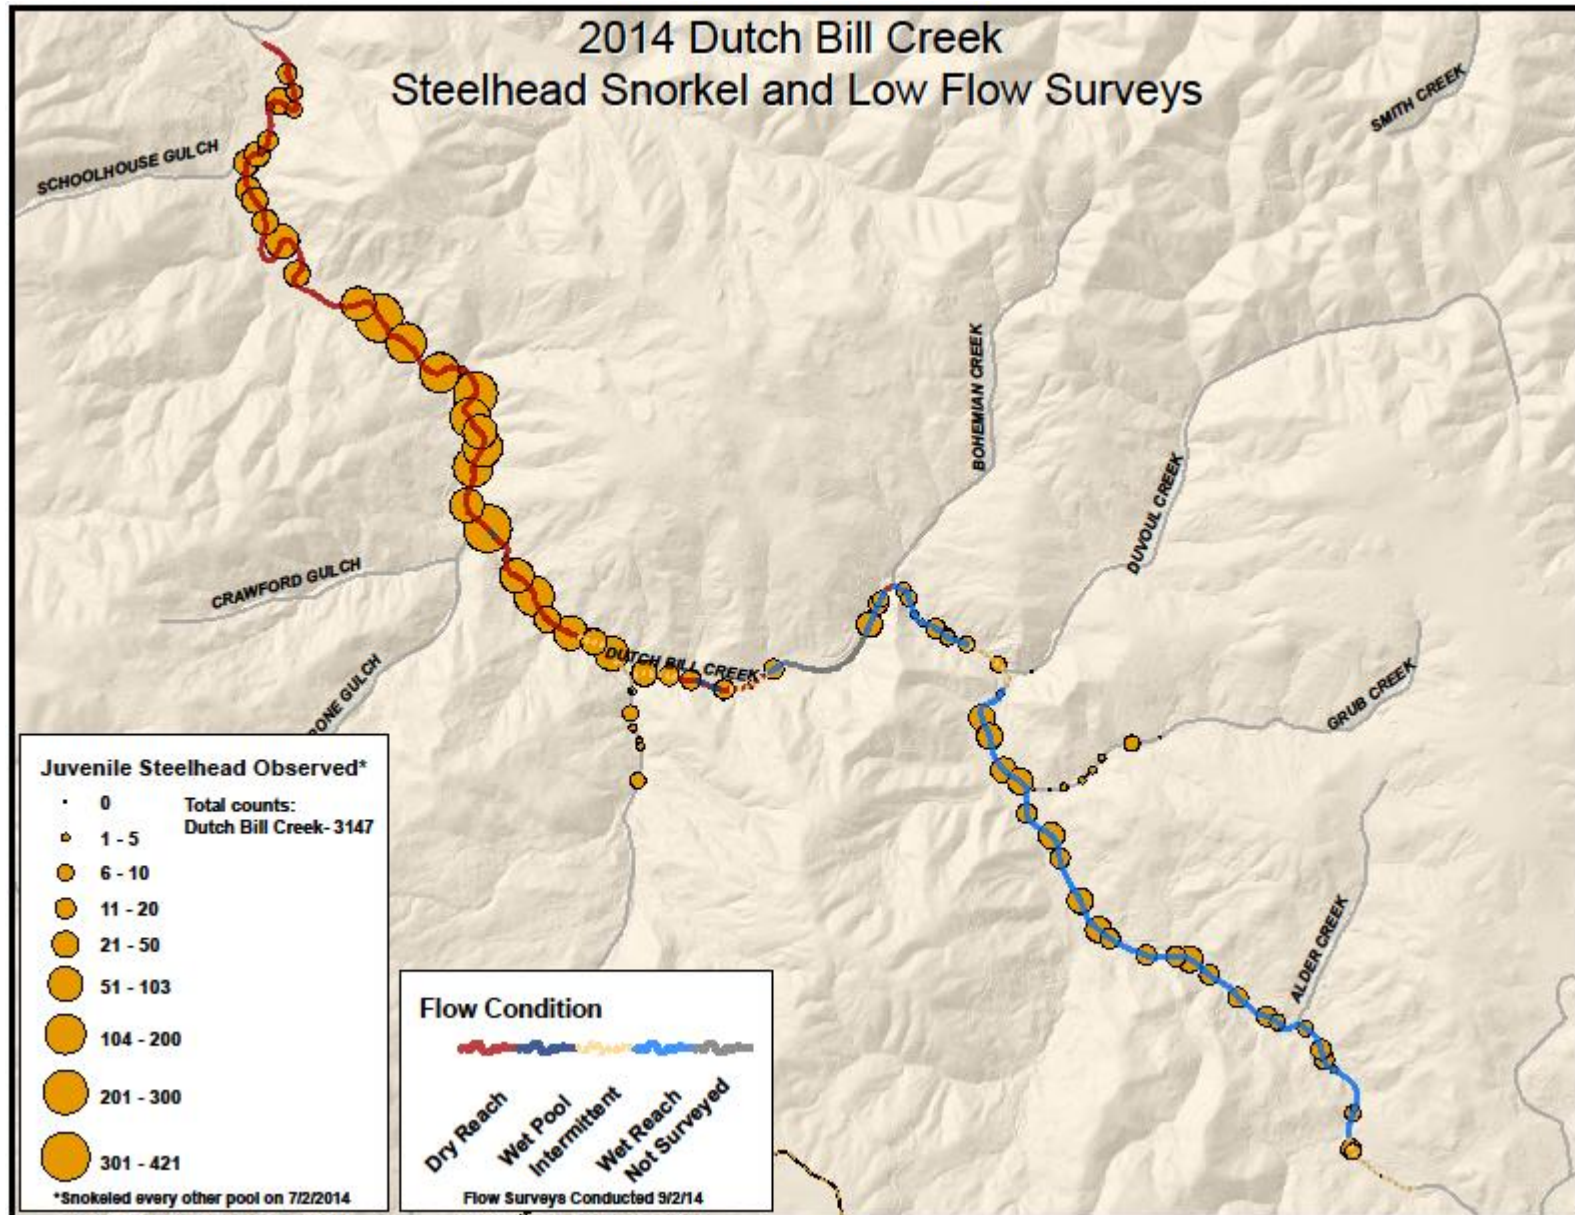 2014 Dutch Bill Creek
Steelhead Snorkel and Low Flow Surveys
SMITH CREEK
SCHOOLHOUSE GULCH
BOHEMIAN CREEK
DUVOUL CREEK
CRAWFORD GULCH
DUTCH BILL CREEK
GRUB CREEK
GULCH
ALDER CREEK
Juvenile Steelhead Observed*
0
1 - 5
6 - 10
11 - 20
21 - 50
51 - 103
104 - 200
201 - 300
301 - 421
Total counts:
Dutch Bill Creek- 3147
*Snokeled every other pool on 7/2/2014
Flow Condition
Dry Reach
Wet Pool
Intermittent
Wet Reach
Not Surveyed
Flow Surveys Conducted 9/2/14